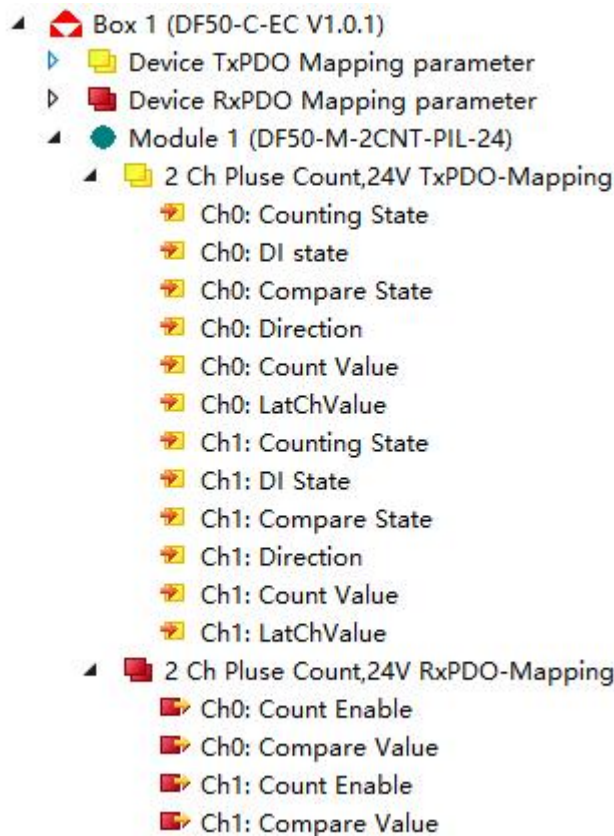 Box 1 (DF50-C-EC V1.0.1)
Device TxPDO Mapping parameter
Device RxPDO Mapping parameter
Module 1 (DF50-M-2CNT-PIL-24)
2 Ch Pluse Count,24V TxPDO-Mapping
Ch0: Counting State
Ch0: DI state
Ch0: Compare State
Ch0: Direction
Ch0: Count Value
Ch0: LatChValue
Ch1: Counting State
Ch1: DI State
Ch1: Compare State
Ch1: Direction
Ch1: Count Value
Ch1: LatChValue
2 Ch Pluse Count,24V RxPDO-Mapping
Ch0: Count Enable
Ch0: Compare Value
Ch1: Count Enable
Ch1: Compare Value